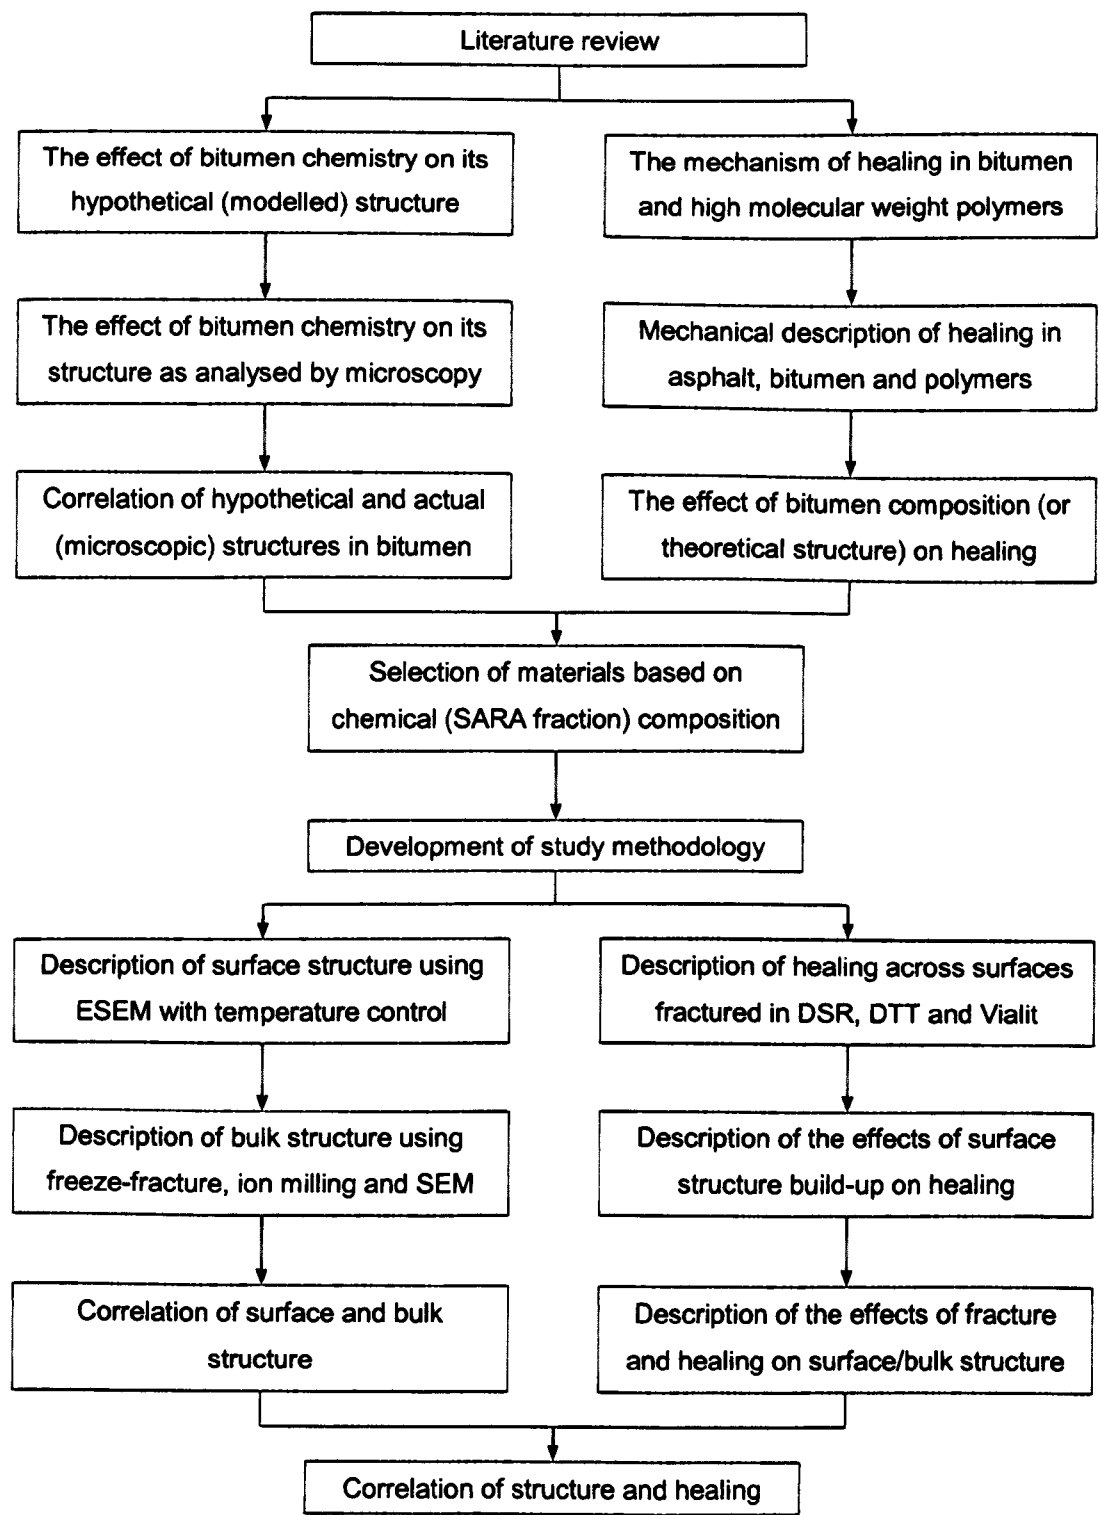 Literature review
The effect of bitumen chemistry on its
hypothetical (modelled) structure
The mechanism of healing in bitumen
and high molecular weight polymers
The effect of bitumen chemistry on its
structure as analysed by microscopy
Mechanical description of healing in
asphalt, bitumen and polymers
Correlation of hypothetical and actual
(microscopic) structures in bitumen
The effect of bitumen composition (or
theoretical structure) on healing
Selection of materials based on
chemical (SARA fraction) composition
Development of study methodology
Description of surface structure using
ESEM with temperature control
Description of healing across surfaces
fractured in DSR, DTT and Vialit
Description of bulk structure using
freeze-fracture, ion milling and SEM
Description of the effects of surface
structure build-up on healing
Correlation of surface and bulk
structure
Description of the effects of fracture
and healing on surface/bulk structure
Correlation of structure and healing